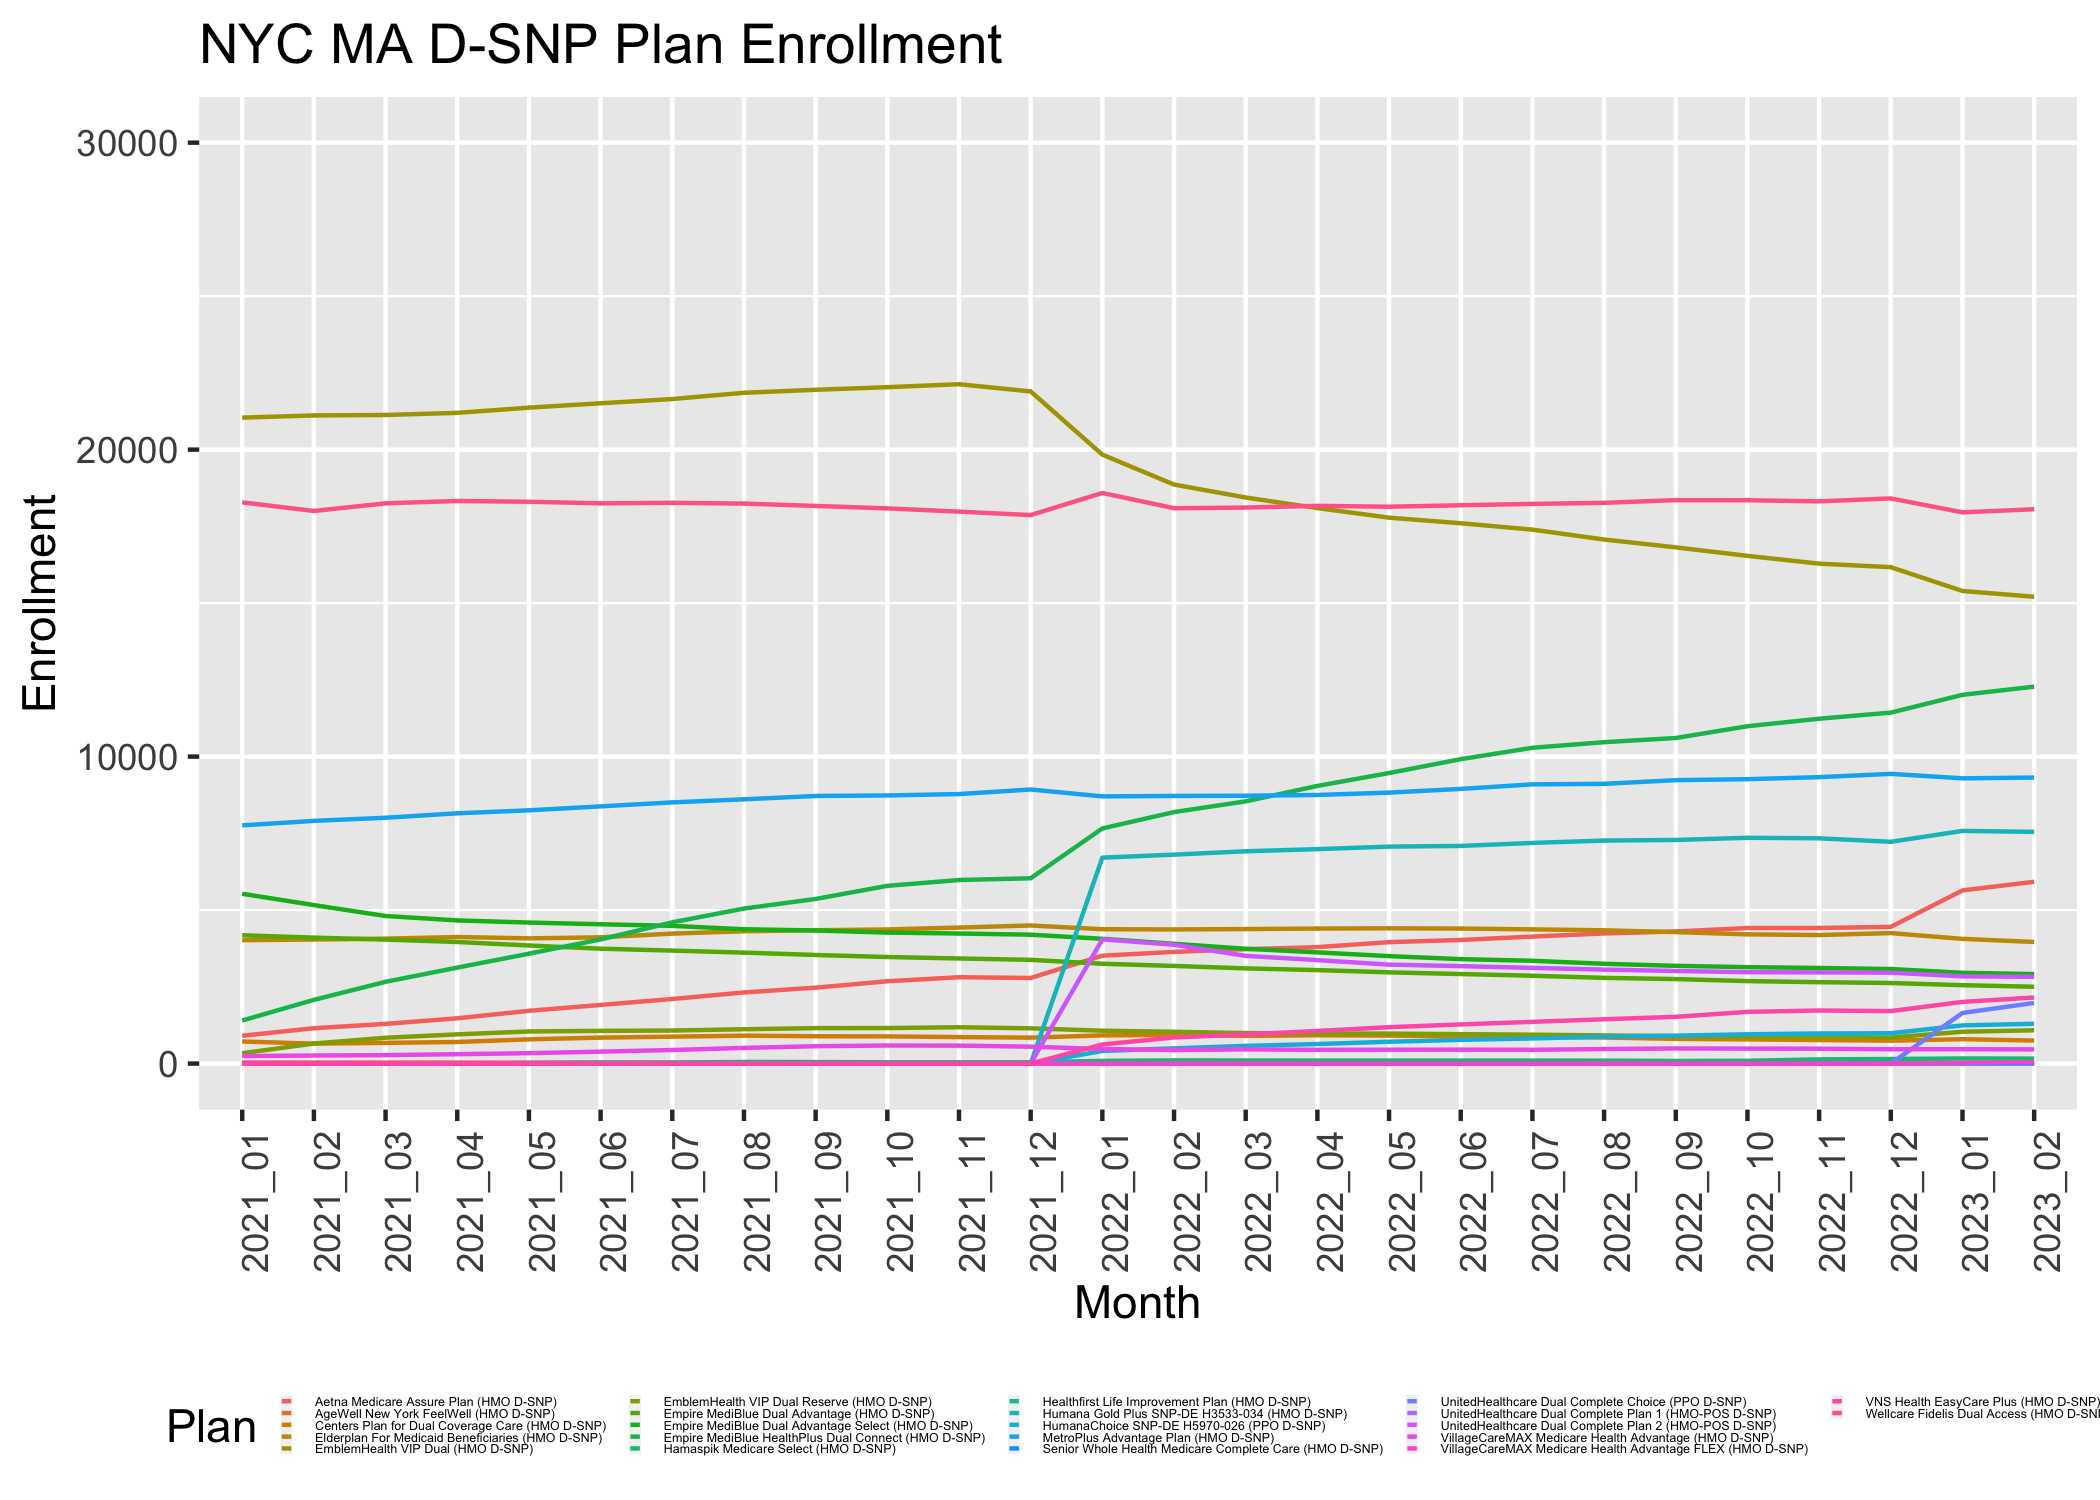 NYC MA D-SNP Plan Enrollment
30000
20000
10000
0
Enrollment
2021_01
2021_02
2021_03
2021_04
2021_05
2021_06
2021_07
2021_08
2021_09
2021_10
2021_11
2021_12
2022_01
2022_02
2022_03
2022_04
2022_05
2022_06
2022_07
2022_08
2022_09
2022_10
2022_11
2022_12
2023_01
2023_02
Month
Plan
Aetna Medicare Assure Plan (HMO D-SNP)
AgeWell New York FeelWell (HMO D-SNP)
Centers Plan for Dual Coverage Care (HMO D-SNP)
Elderplan For Medicaid Beneficiaries (HMO D-SNP)
EmblemHealth VIP Dual (HMO D-SNP)
EmblemHealth VIP Dual Reserve (HMO D-SNP)
Empire MediBlue Dual Advantage (HMO D-SNP)
Empire MediBlue Dual Advantage Select (HMO D-SNP)
Empire MediBlue HealthPlus Dual Connect (HMO D-SNP)
Hamaspik Medicare Select (HMO D-SNP)
Healthfirst Life Improvement Plan (HMO D-SNP)
Humana Gold Plus SNP-DE H3533-034 (HMO D-SNP)
HumanaChoice SNP-DE H5970-026 (PPO D-SNP)
MetroPlus Advantage Plan (HMO D-SNP)
Senior Whole Health Medicare Complete Care (HMO D-SNP)
UnitedHealthcare Dual Complete Choice (PPO D-SNP)
UnitedHealthcare Dual Complete Plan 1 (HMO-POS D-SNP)
UnitedHealthcare Dual Complete Plan 2 (HMO-POS D-SNP)
VillageCareMAX Medicare Health Advantage (HMO D-SNP)
VillageCareMAX Medicare Health Advantage FLEX (HMO D-SNP)
VNS Health EasyCare Plus (HMO D-SNP)
Wellcare Fidelis Dual Access (HMO D-SN